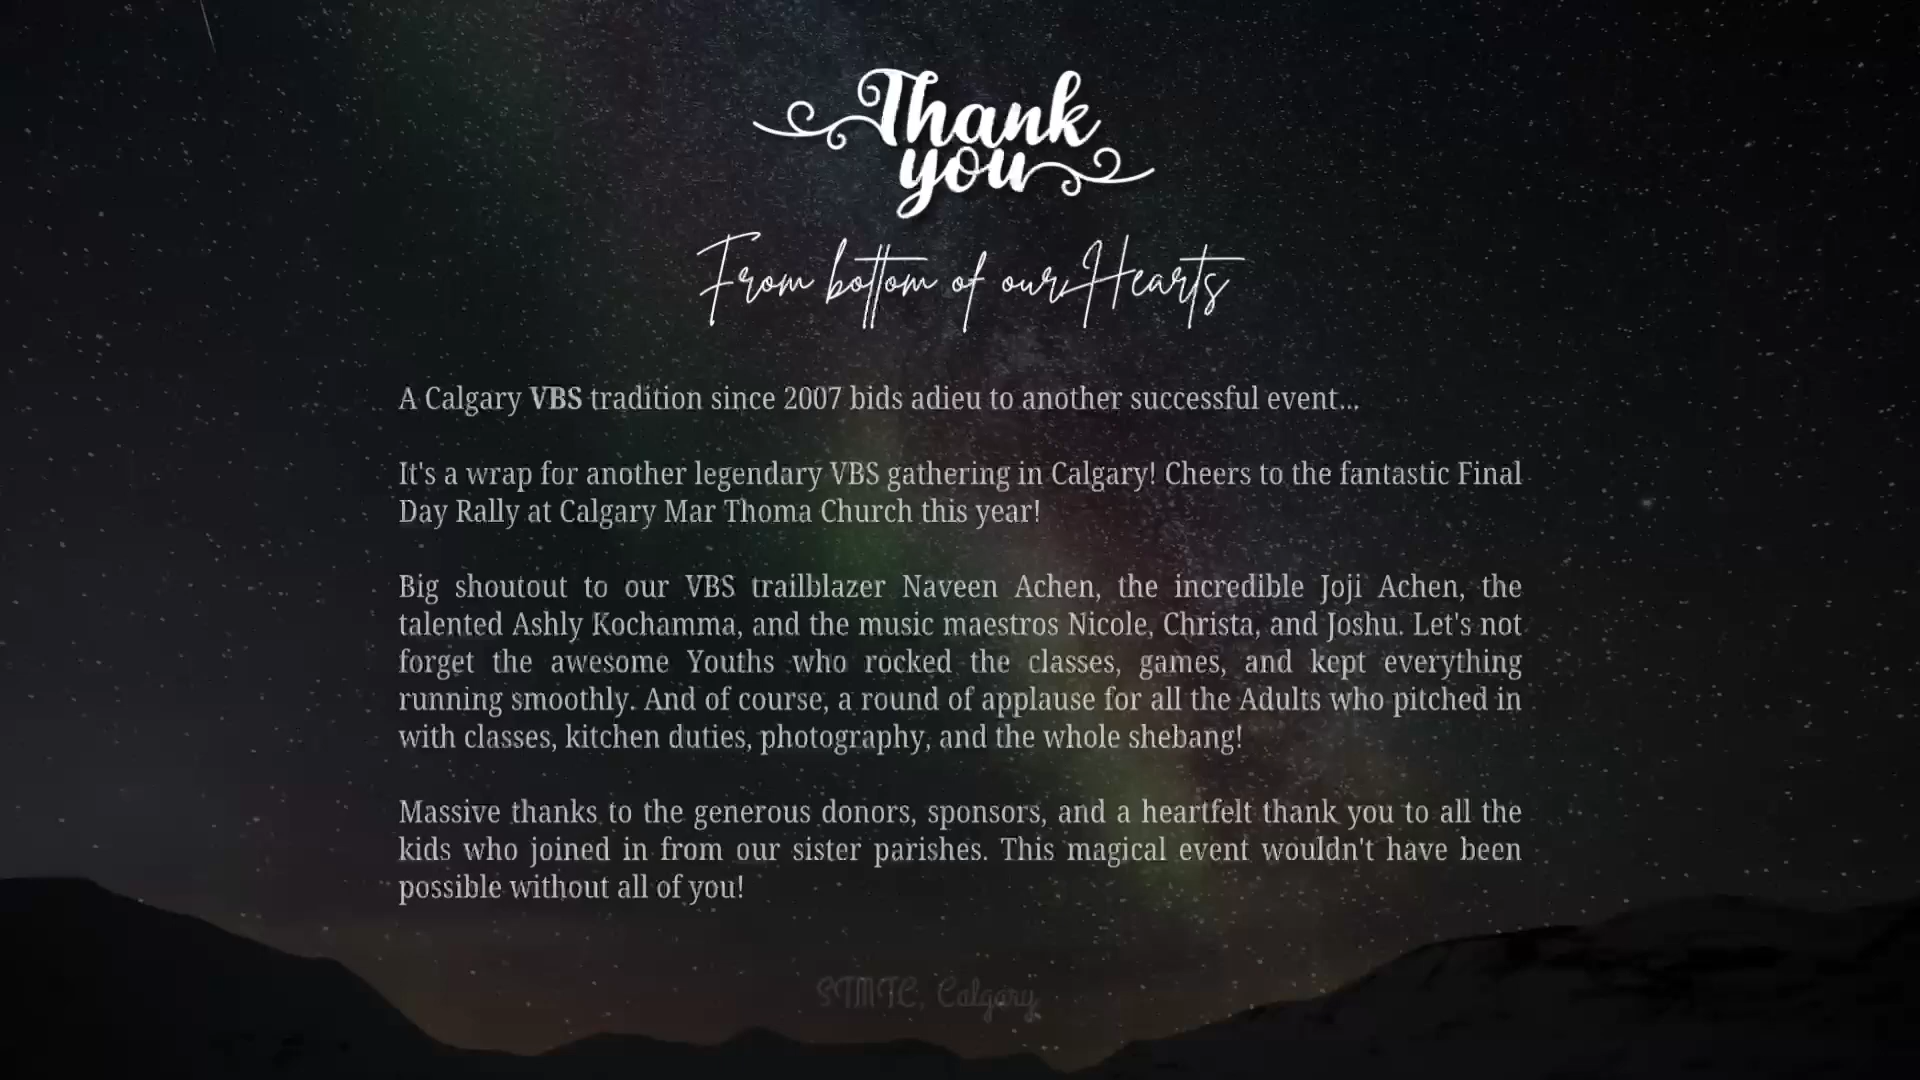 Thank
you
From bottom of our Hearts
A Calgary VBS tradition since 2007 bids adieu to another successful event...
It's a wrap for another legendary VBS gathering in Calgary! Cheers to the fantastic Final
Day Rally at Calgary Mar Thoma Church this year!
Big shoutout to our VBS trailblazer Naveen Achen, the incredible Joji Achen, the
talented Ashly Kochamma, and the music maestros Nicole, Christa, and Joshu. Let's not
forget the awesome Youths who rocked the classes, games, and kept everything
running smoothly. And of course, a round of applause for all the Adults who pitched in
with classes, kitchen duties, photography, and the whole shebang!
Massive thanks to the generous donors, sponsors, and a heartfelt thank you to all the
kids who joined in from our sister parishes. This magical event wouldn't have been
possible without all of you!
STMTC, Calgary